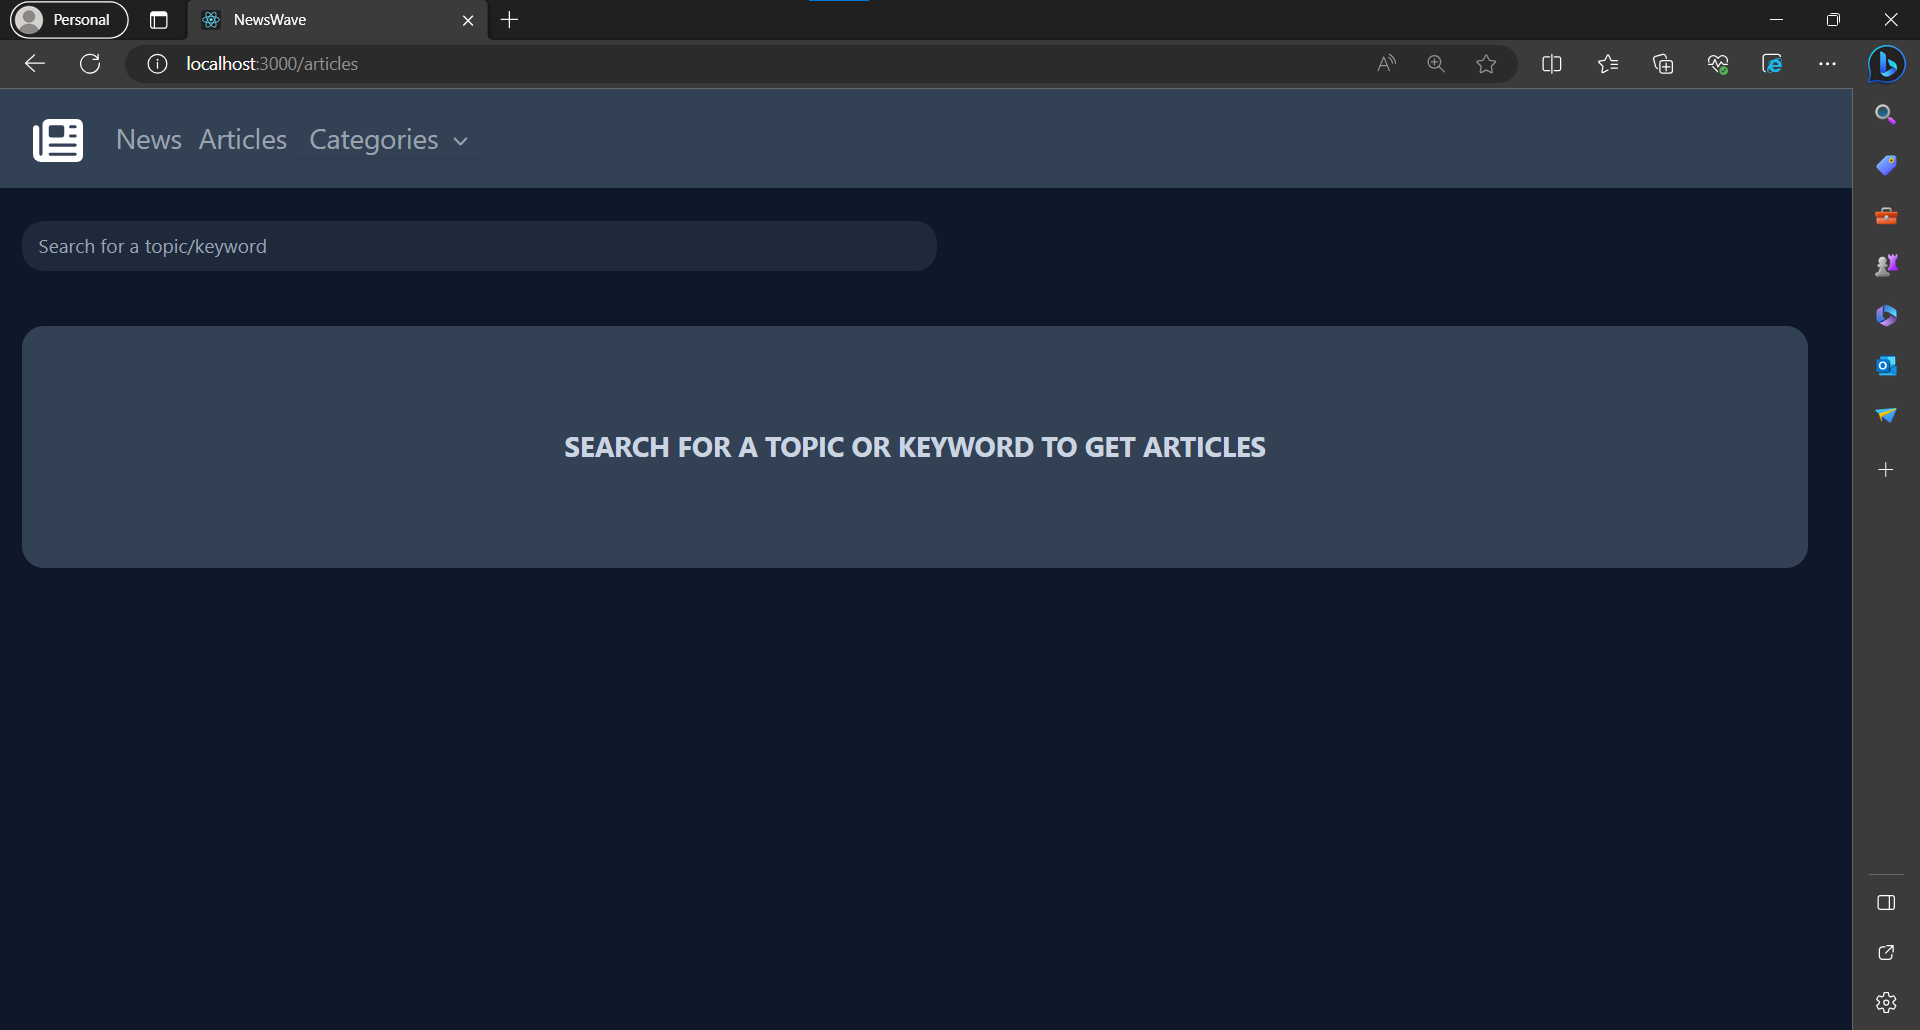 Personal
NewsWave
localhost:3000/articles
News Articles Categories
Search for a topic/keyword
SEARCH FOR A TOPIC OR KEYWORD TO GET ARTICLES